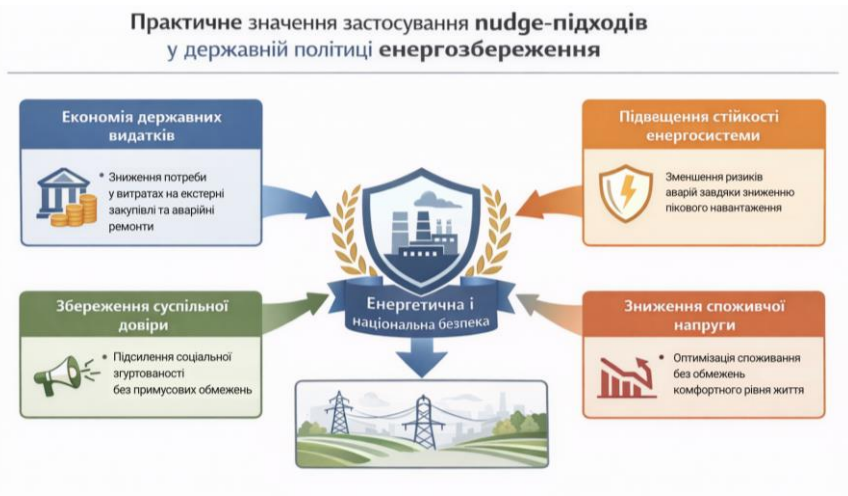 Практичне значення застосування nudge-підходів
у державній політиці енергозбереження
Економія державних
видатків
• Зниження потреби
у витратах на екстерні
закупівлі та аварійні
ремонти
Підвещення стійкості
енергосистеми
Зменшення ризиків
аварій завдяки зниженню
пікового навантаження
Енергетична і
національна безпека
Збереження суспільної
довіри
• Підсилення соціальної
згуртованості
без примусових обмежень
Зниження споживчої
напруги
• Оптимізація споживання
без обмежень
комфортного рівня життя